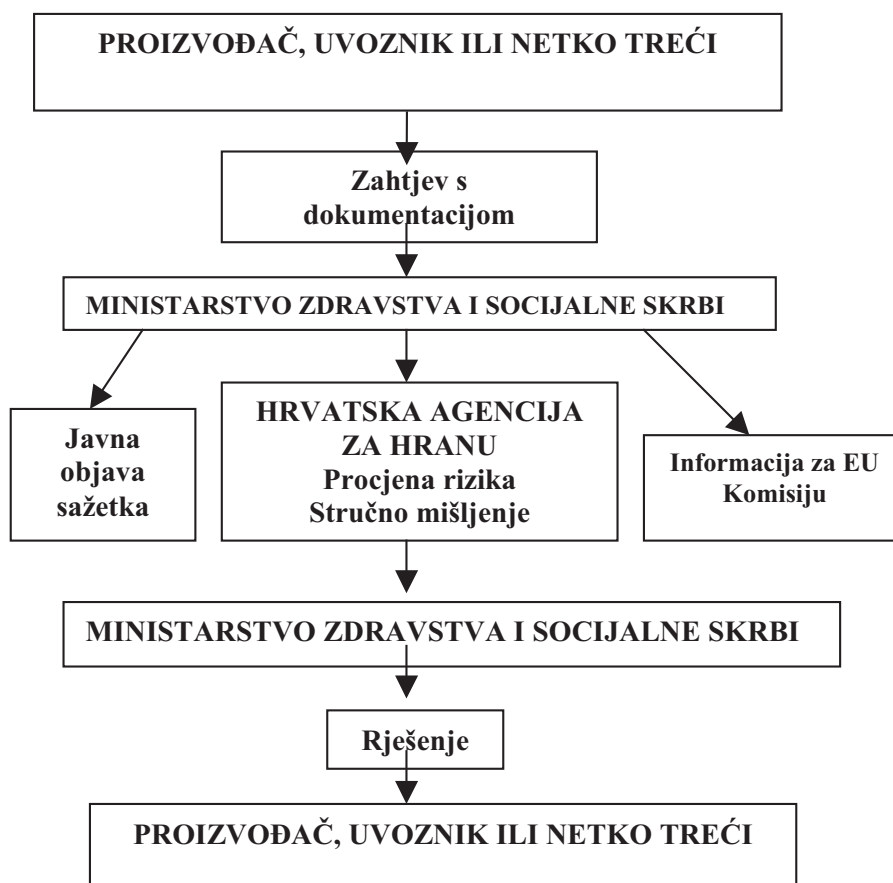 PROIZVOĐAČ, UVOZNIK ILI NETKO TREĆI
Zahtjev s
dokumentacijom
MINISTARSTVO ZDRAVSTVA I SOCIJALNE SKRBI
Javna
objava
sažetka
HRVATSKA AGENCIJA
ZA HRANU
Procjena rizika
Stručno mišljenje
Informacija za EU
Komisiju
MINISTARSTVO ZDRAVSTVA I SOCIJALNE SKRBI
Rješenje
PROIZVOĐAČ, UVOZNIK ILI NETKO TREĆI